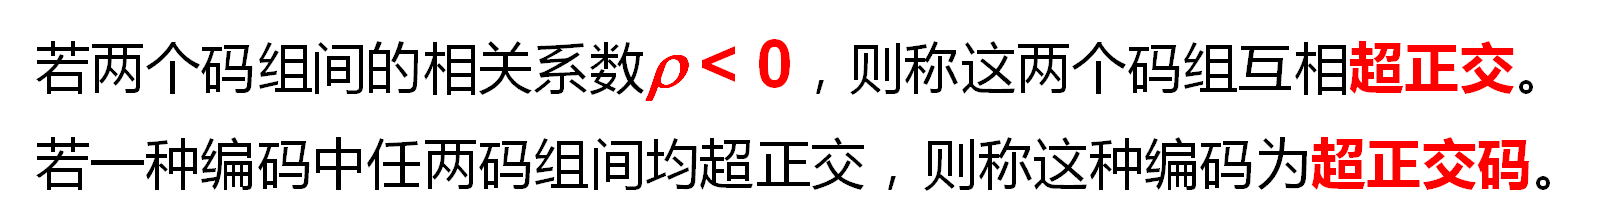 若两个码组间的相关系数ρ < 0，则称这两个码组互相超正交。
若一种编码中任两码组间均超正交，则称这种编码为超正交码。